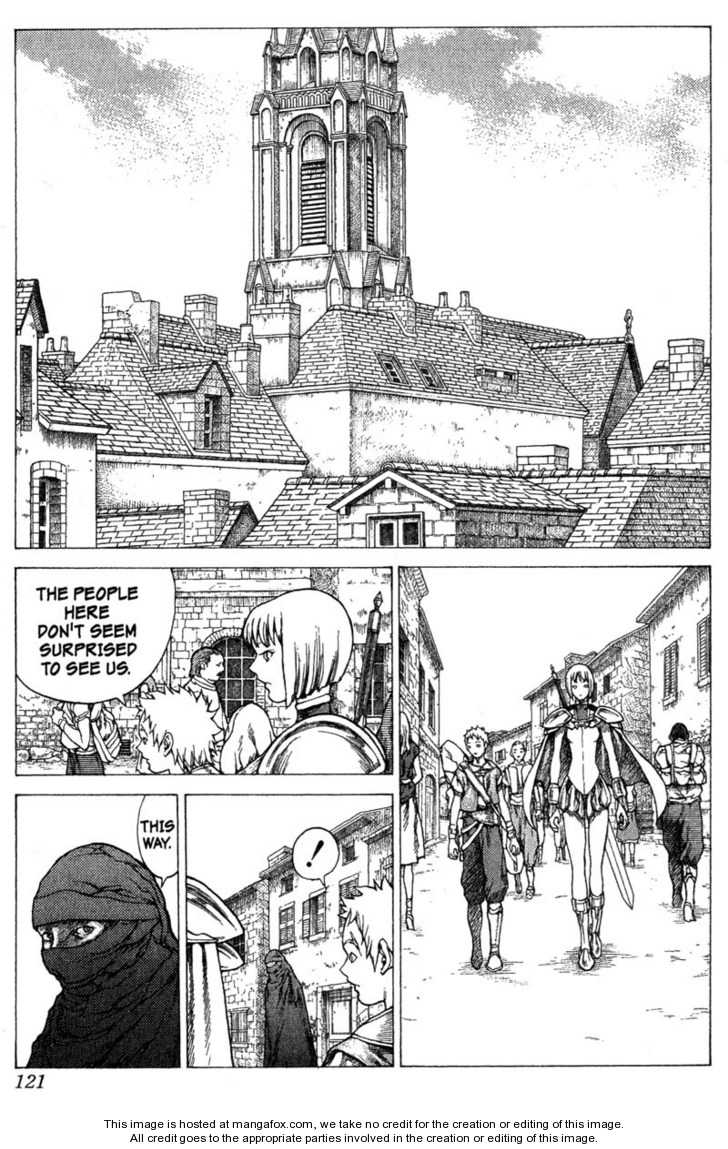 THE PEOPLE
HERE
DON'T SEEM
SURPRISED
TO SEE US.
!
THIS
WAY.
121
This image is hosted at mangafox.com, we take no credit for the creation or editing of this image.
All credit goes to the appropriate parties involved in the creation or editing of this image.